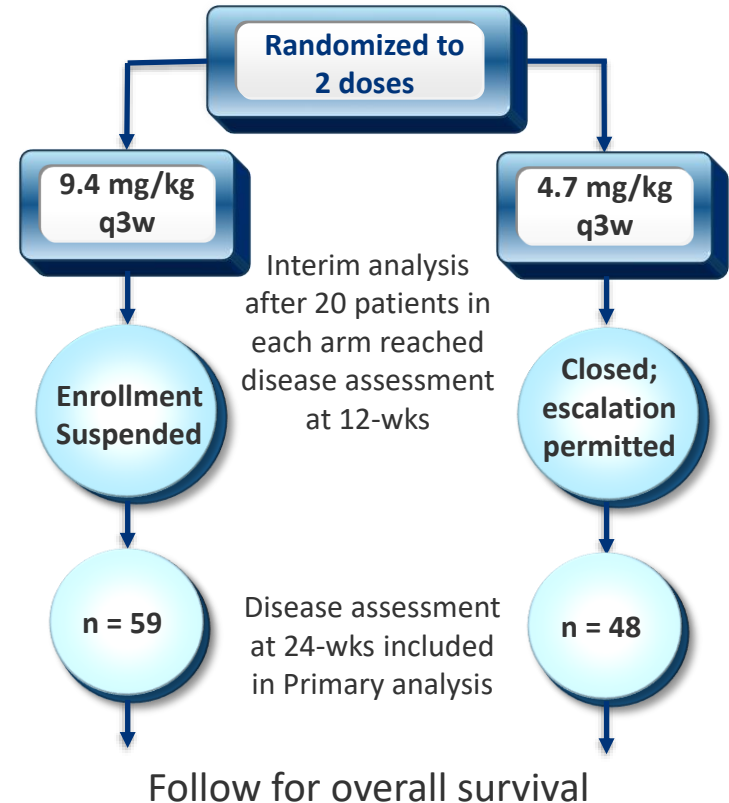 Randomized to
2 doses
9.4 mg/kg
q3w
4.7 mg/kg
q3w
Interim analysis
after 20 patients in
each arm reached
disease assessment
at 12-wks
Enrollment
Suspended
Closed;
escalation
permitted
n = 59
Disease assessment
at 24-wks included
in Primary analysis
n = 48
Follow for overall survival